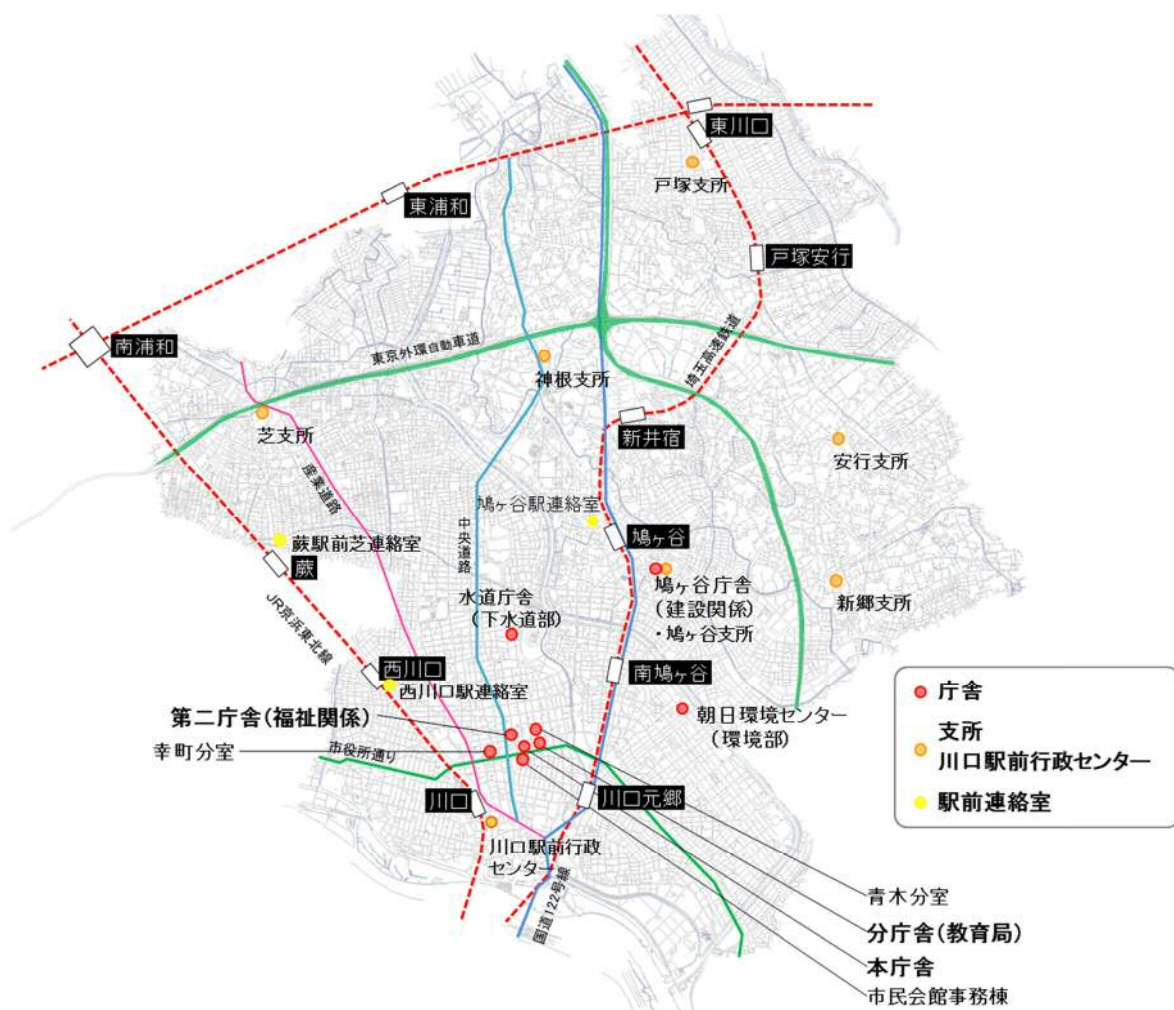 東川口
戸塚支所
東浦和
戸塚安行
南浦和
東京外環自動車道
埼玉高速鉄道
神根支所
芝支所
新井宿
安行支所
産業道路
鳩ヶ谷駅連絡室
中央道路
鳩ヶ谷
蕨駅前芝連絡室
蕨
鳩ヶ谷庁舎
(建設関係)
・鳩ヶ谷支所
新郷支所
水道庁舎
(下水道部)
JR京浜東北線
西川口
西川口駅連絡室
南鳩ヶ谷
第二庁舎(福祉関係)
朝日環境センター
(環境部)
幸町分室
市役所通り
川口
川口元郷
川口駅前行政
センター
国道122号線
庁舎
支所
川口駅前行政センター
駅前連絡室
青木分室
分庁舎(教育局)
本庁舎
市民会館事務棟